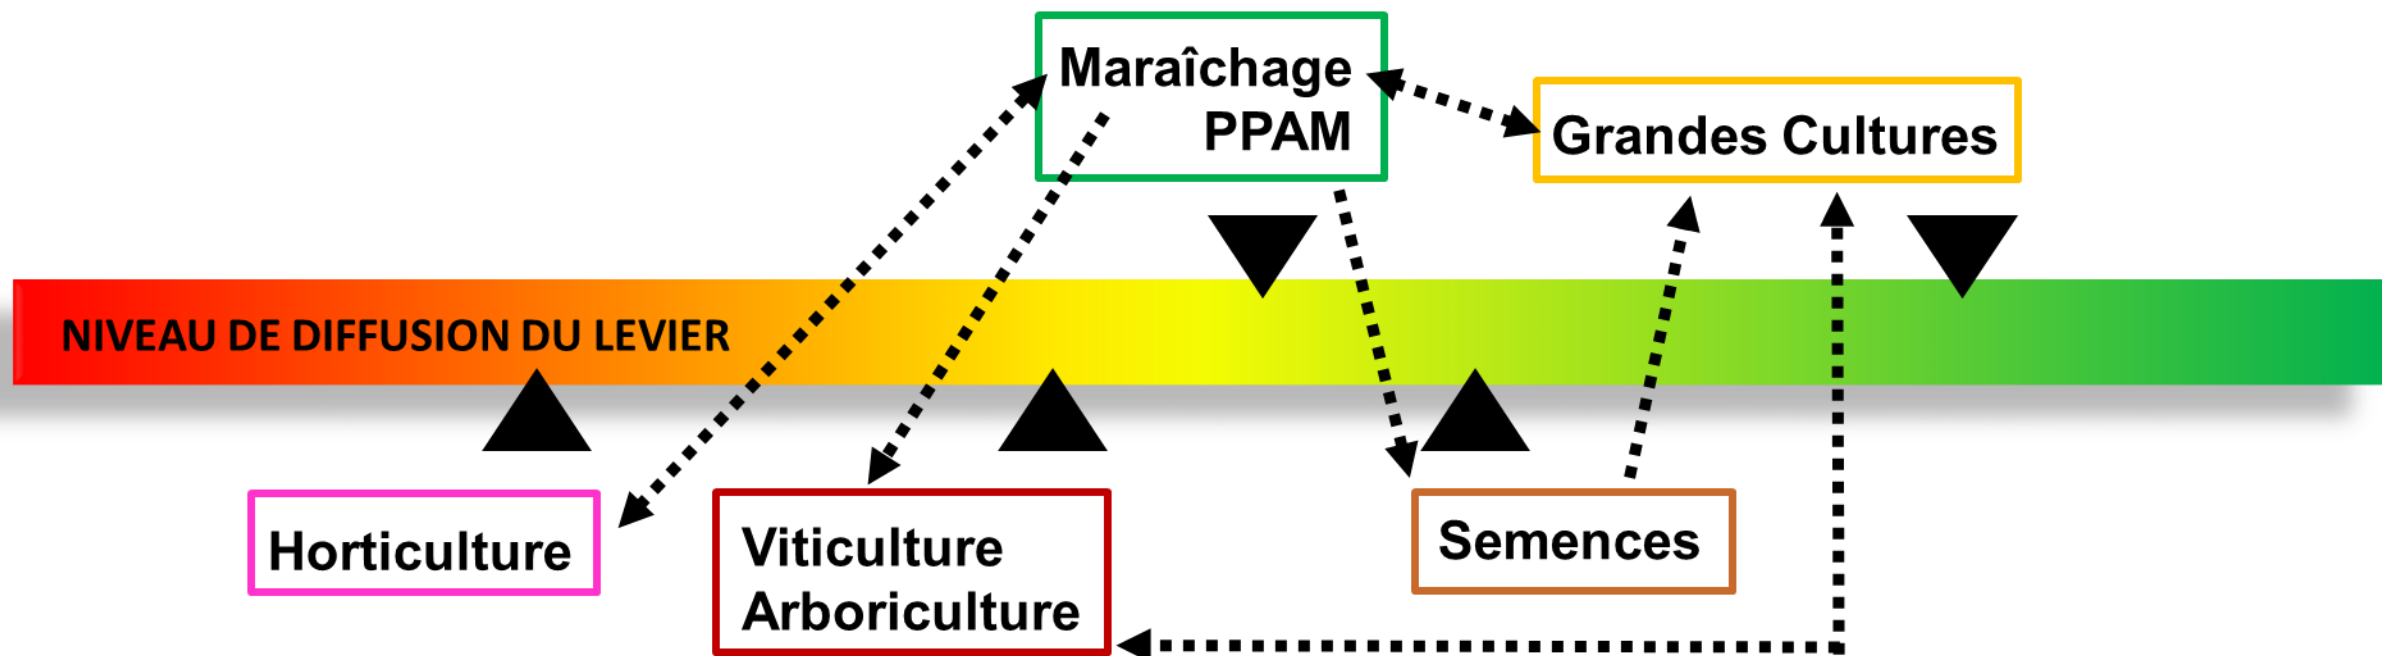 Maraîchage
PPAM
Grandes Cultures
NIVEAU DE DIFFUSION DU LEVIER
Horticulture
Viticulture
Arboriculture
Semences